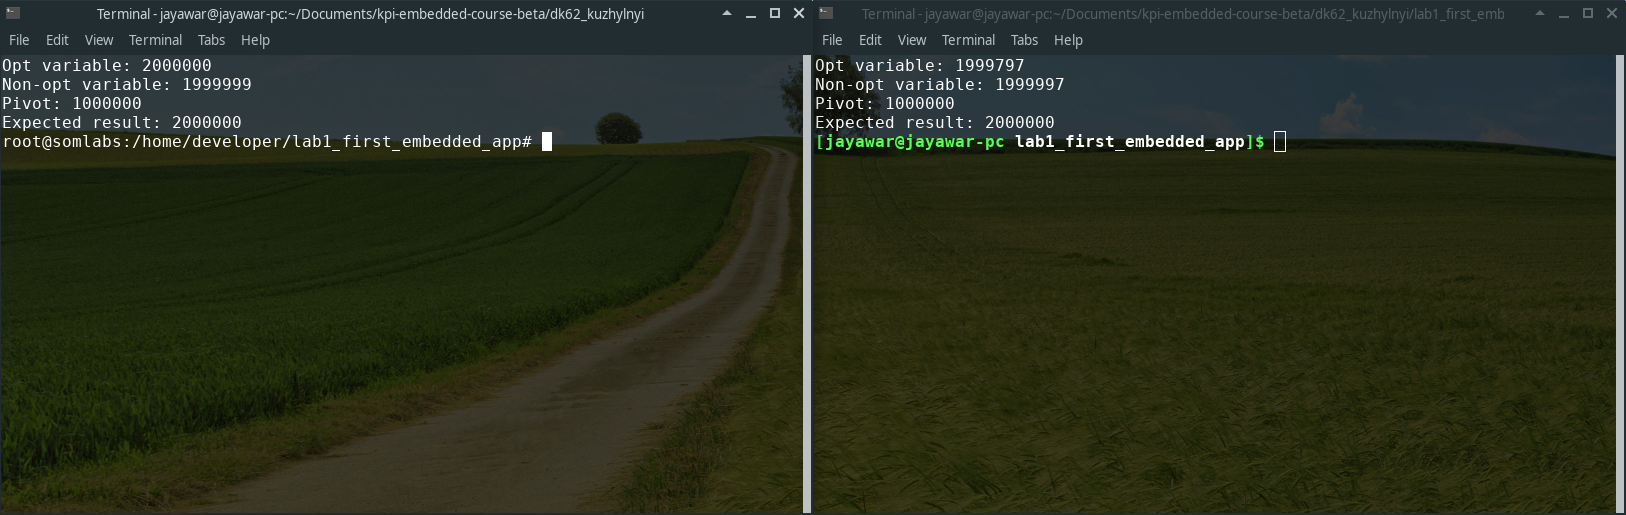 Terminal - jayawar@jayawar-pc:~/Documents/kpi-embedded-course-beta/dk62_kuzhylnyi
File Edit View Terminal Tabs Help
Opt variable: 2000000
Non-opt variable: 1999999
Pivot: 1000000
Expected result: 2000000
root@somlabs:/home/developer/lab1_first_embedded_app#
Terminal - jayawar@jayawar-pc:~/Documents/kpi-embedded-course-beta/dk62_kuzhylnyi/lab1_first_emb
File Edit View Terminal Tabs Help
Opt variable: 1999797
Non-opt variable: 1999997
Pivot: 1000000
Expected result: 2000000
[jayawar@jayawar-pc lab1_first_embedded_app]$